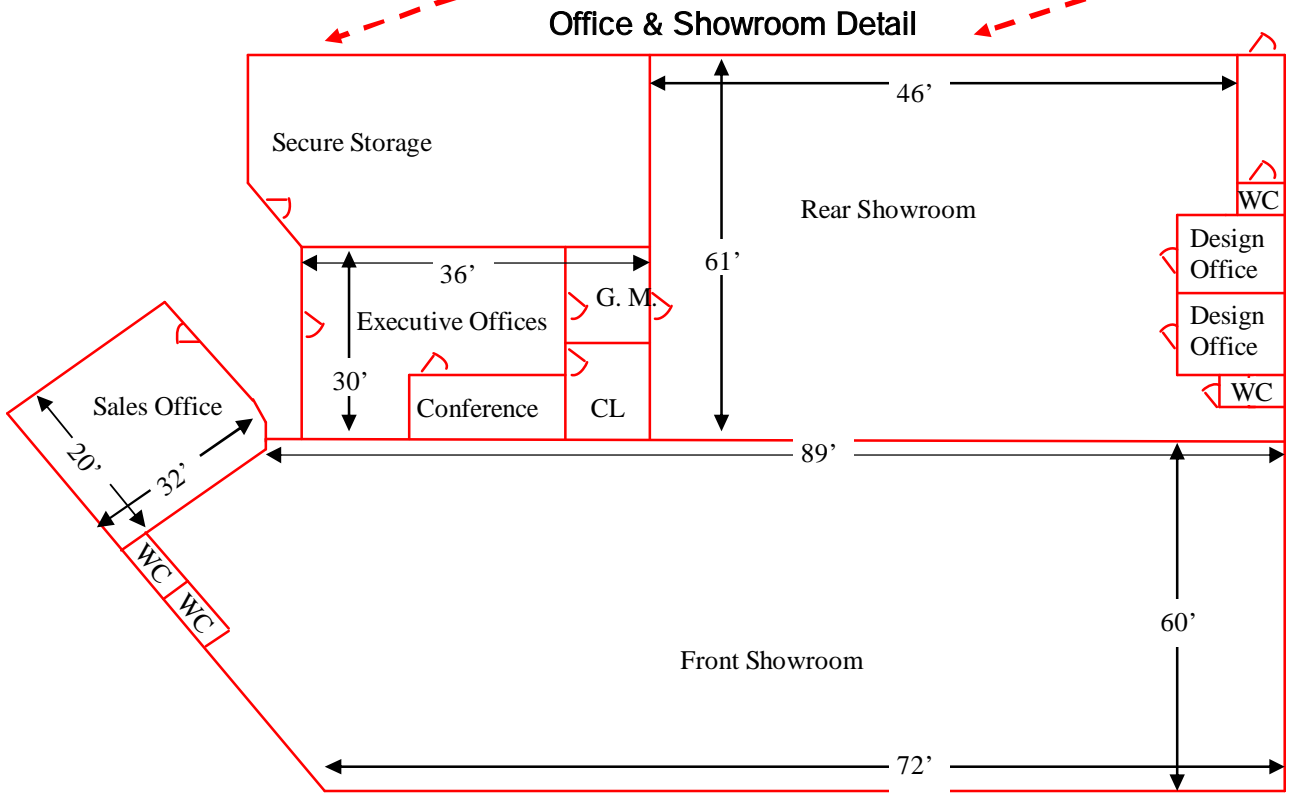 Office & Showroom Detail
46’
Secure Storage
WC
Rear Showroom
Design
Office
61’
36’
G. M.
Executive Offices
Design
Office
30’
WC
Conference
CL
Sales Office
89’
20’
32’
WC
WC
60’
Front Showroom
72’